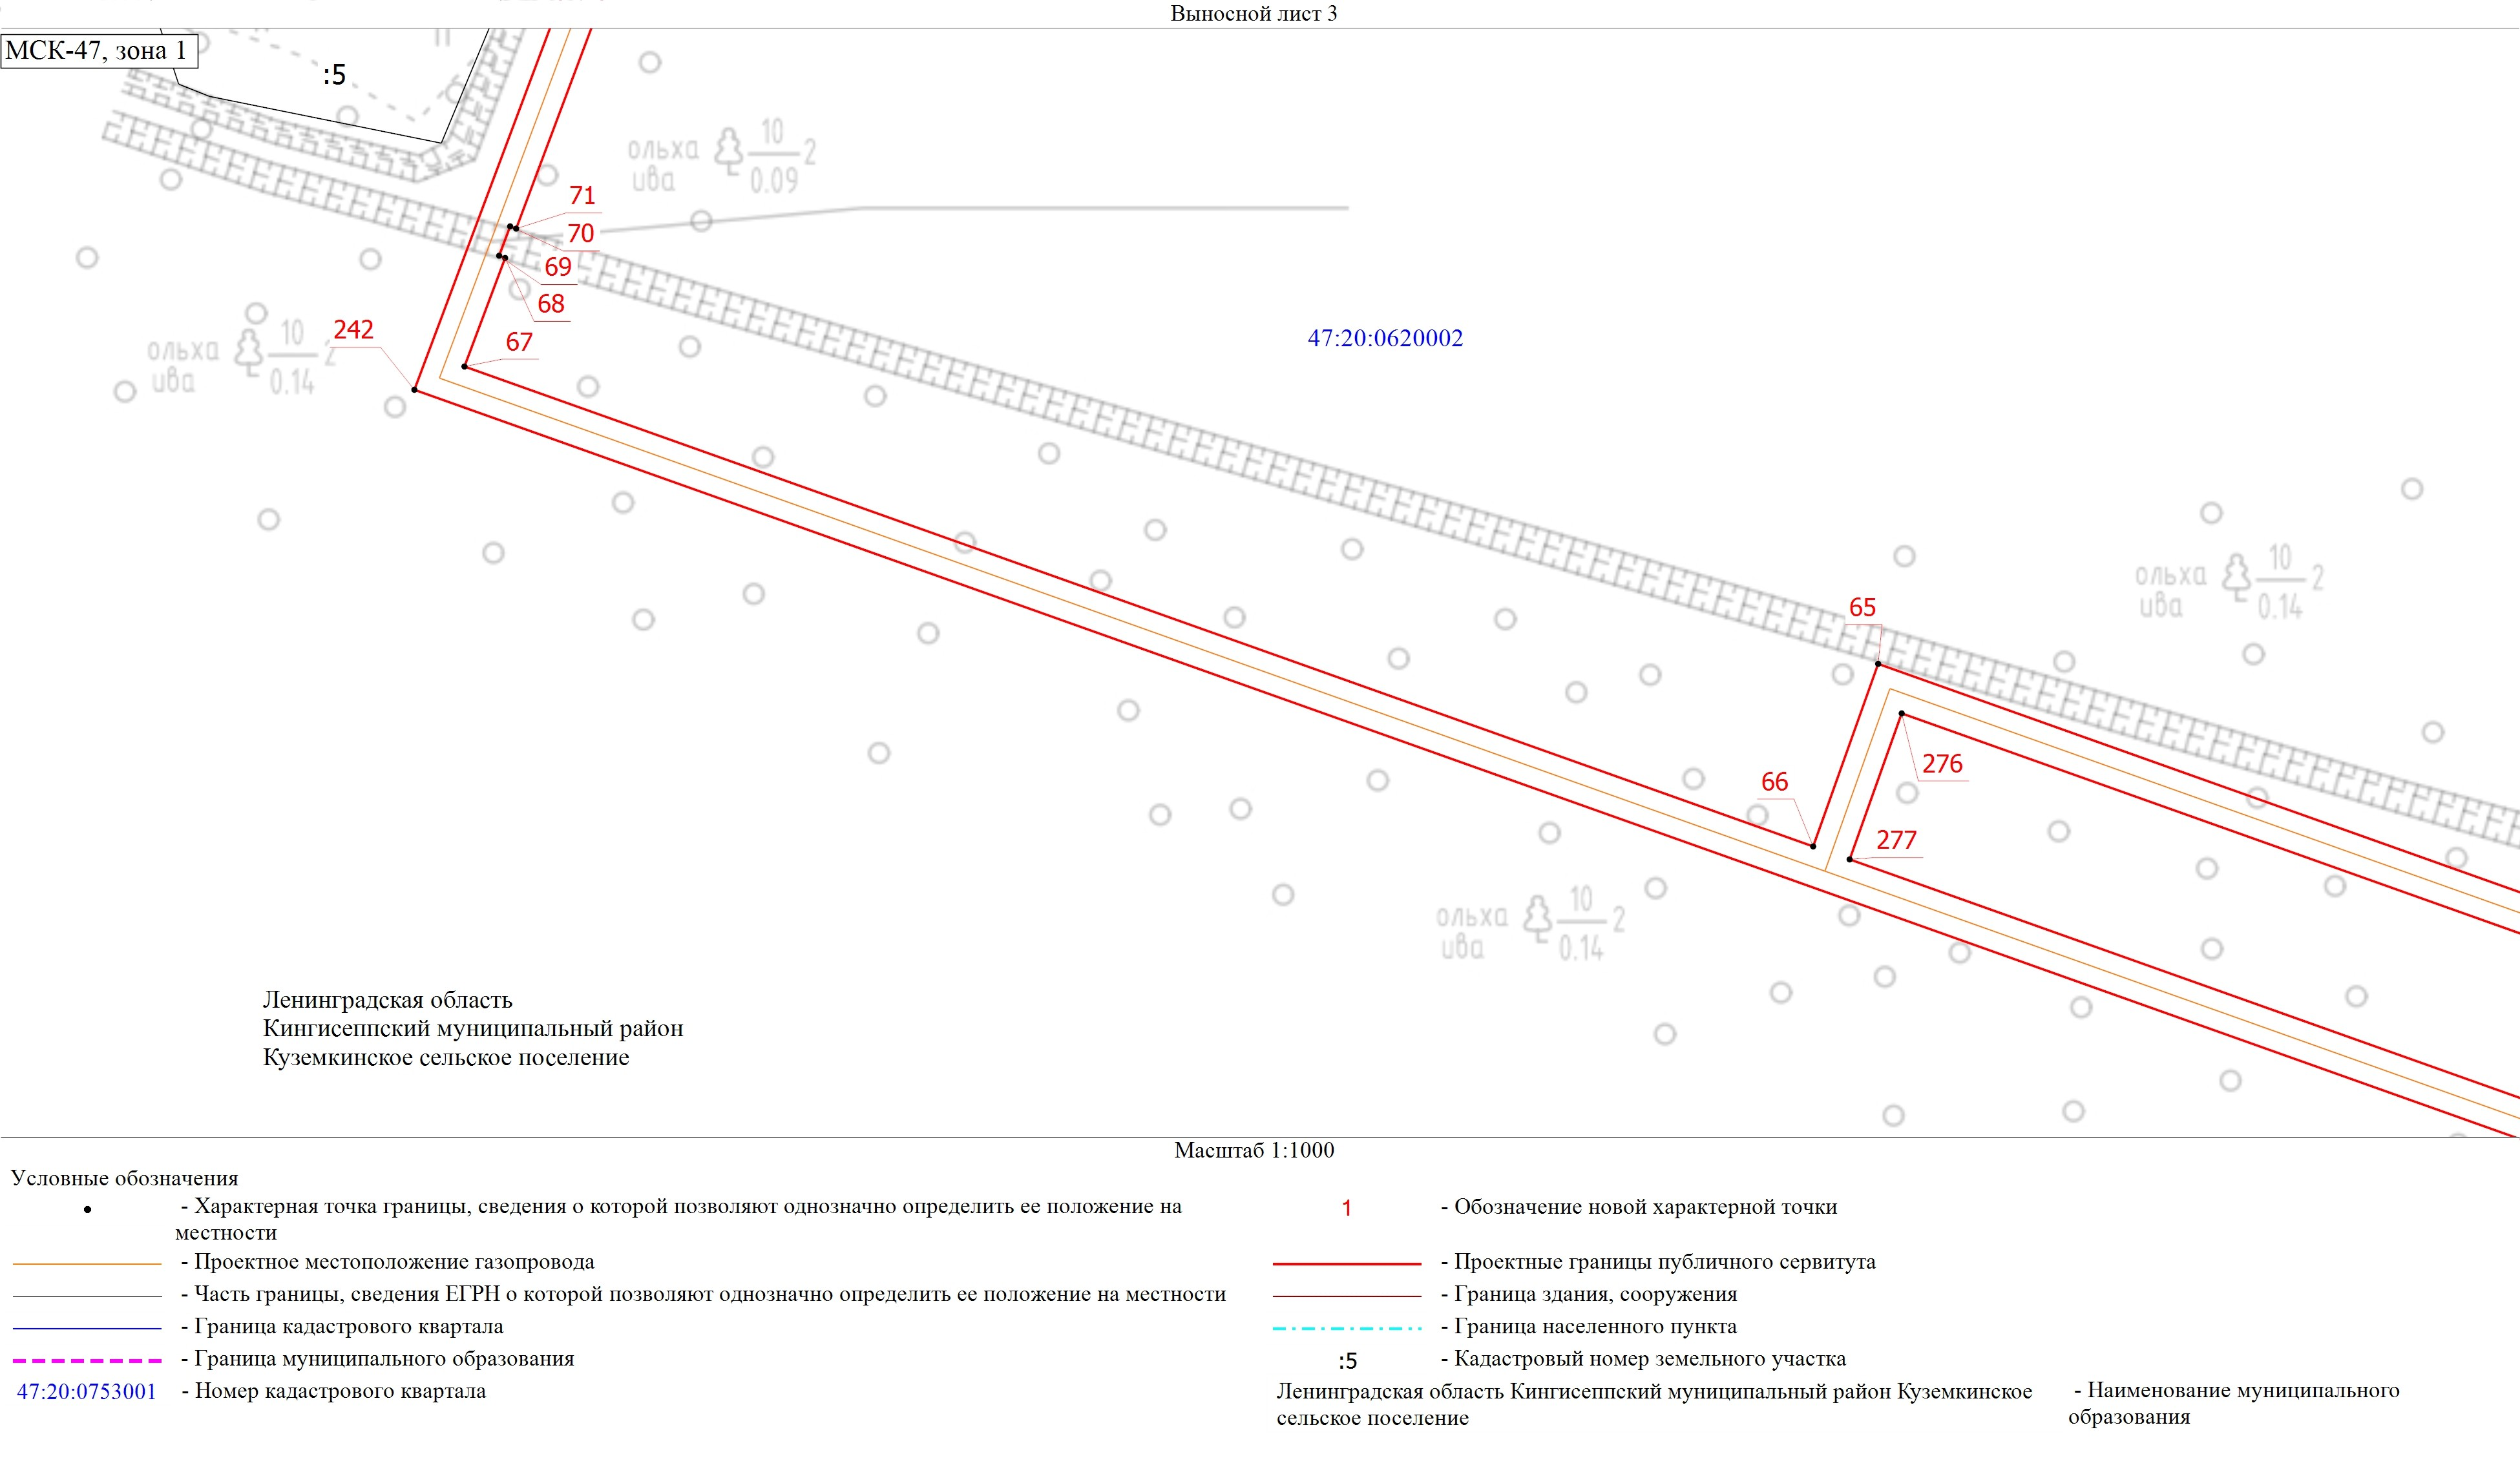 Выносной лист 3
МСК-47, зона 1
:5
ольха 10 2
ива 0.09
71
70
69
68
67
242
ольха 10 2
ива 0.14
47:20:0620002
ольха 10 2
ива 0.14
65
276
66
277
ольха 10 2
ива 0.14
Ленинградская область
Кингисеппский муниципальный район
Куземкинское сельское поселение
Масштаб 1:1000
Условные обозначения
- Характерная точка границы, сведения о которой позволяют однозначно определить ее положение на
местности
1 - Обозначение новой характерной точки
- Проектное местоположение газопровода
- Проектные границы публичного сервитута
- Часть границы, сведения ЕГРН о которой позволяют однозначно определить ее положение на местности
- Граница здания, сооружения
- Граница кадастрового квартала
- Граница населенного пункта
- Граница муниципального образования
:5 - Кадастровый номер земельного участка
47:20:0753001 - Номер кадастрового квартала
Ленинградская область Кингисеппский муниципальный район Куземкинское
сельское поселение
- Наименование муниципального
образования